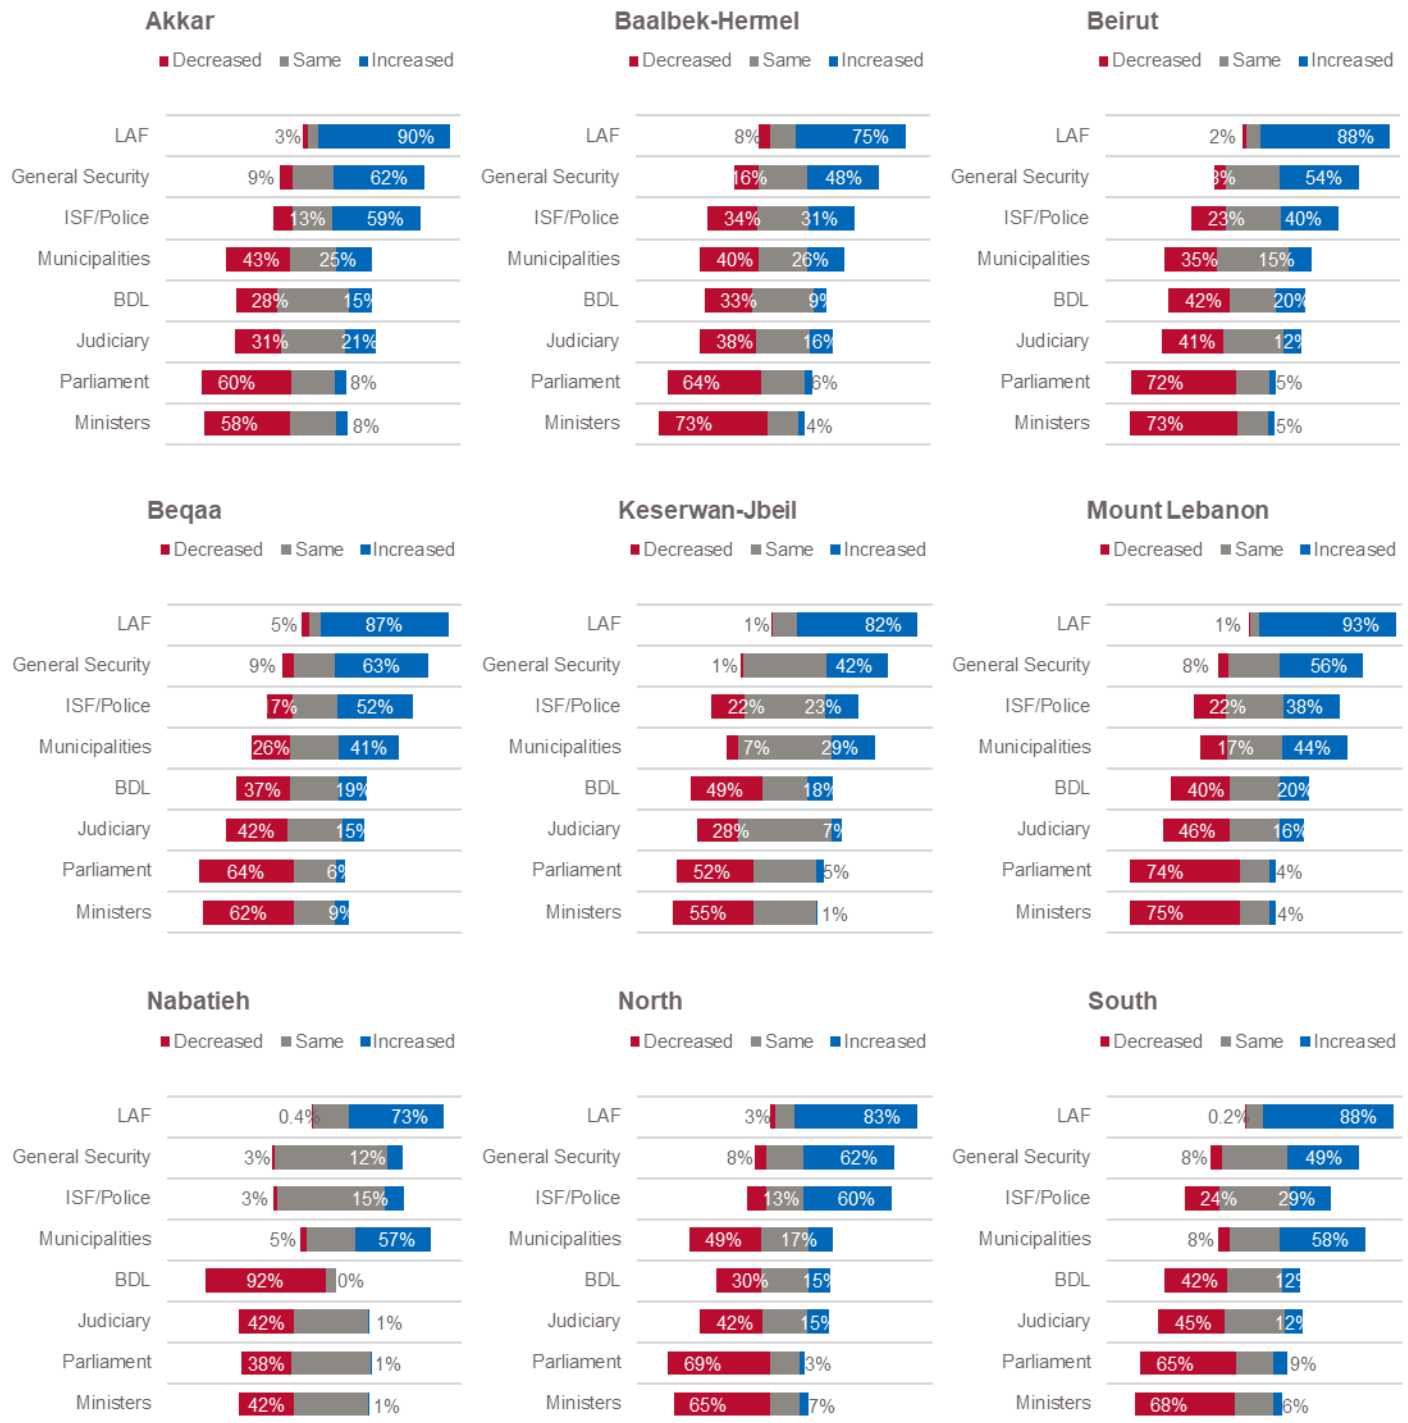 Akkar
Decreased Same Increased
LAF 3% 90%
General Security 9% 62%
ISF/Police 13% 59%
Municipalities 43% 25%
BDL 28% 15%
Judiciary 31% 21%
Parliament 60% 8%
Ministers 58% 8%
Baalbek-Hermel
Decreased Same Increased
LAF 8% 75%
General Security 16% 48%
ISF/Police 34% 31%
Municipalities 40% 26%
BDL 33% 9%
Judiciary 38% 16%
Parliament 64% 6%
Ministers 73% 4%
Beirut
Decreased Same Increased
LAF 2% 88%
General Security 8% 54%
ISF/Police 23% 40%
Municipalities 35% 15%
BDL 42% 20%
Judiciary 41% 12%
Parliament 72% 5%
Ministers 73% 5%
Beqaa
Decreased Same Increased
LAF 5% 87%
General Security 9% 63%
ISF/Police 52%
Municipalities 26% 41%
BDL 37% 19%
Judiciary 42% 15%
Parliament 64% 6%
Ministers 62% 9%
Keserwan-Jbeil
Decreased Same Increased
LAF 1% 82%
General Security 1% 42%
ISF/Police 22% 23%
Municipalities 7% 29%
BDL 49% 18%
Judiciary 28% 7%
Parliament 52% 5%
Ministers 55% 1%
Mount Lebanon
Decreased Same Increased
LAF 1% 93%
General Security 8% 56%
ISF/Police 22% 38%
Municipalities 17% 44%
BDL 40% 20%
Judiciary 46% 16%
Parliament 74% 4%
Ministers 75% 4%
Nabatieh
Decreased Same Increased
LAF 0.4% 73%
General Security 3% 12%
ISF/Police 3% 15%
Municipalities 5% 57%
BDL 92% 0%
Judiciary 42% 1%
Parliament 38% 1%
Ministers 42% 1%
North
Decreased Same Increased
LAF 3% 83%
General Security 8% 62%
ISF/Police 13% 60%
Municipalities 49% 17%
BDL 30% 15%
Judiciary 42% 15%
Parliament 69% 3%
Ministers 65% 7%
South
Decreased Same Increased
LAF 0.2% 88%
General Security 8% 49%
ISF/Police 24% 29%
Municipalities 8% 58%
BDL 42% 12%
Judiciary 45% 12%
Parliament 65% 9%
Ministers 68% 6%